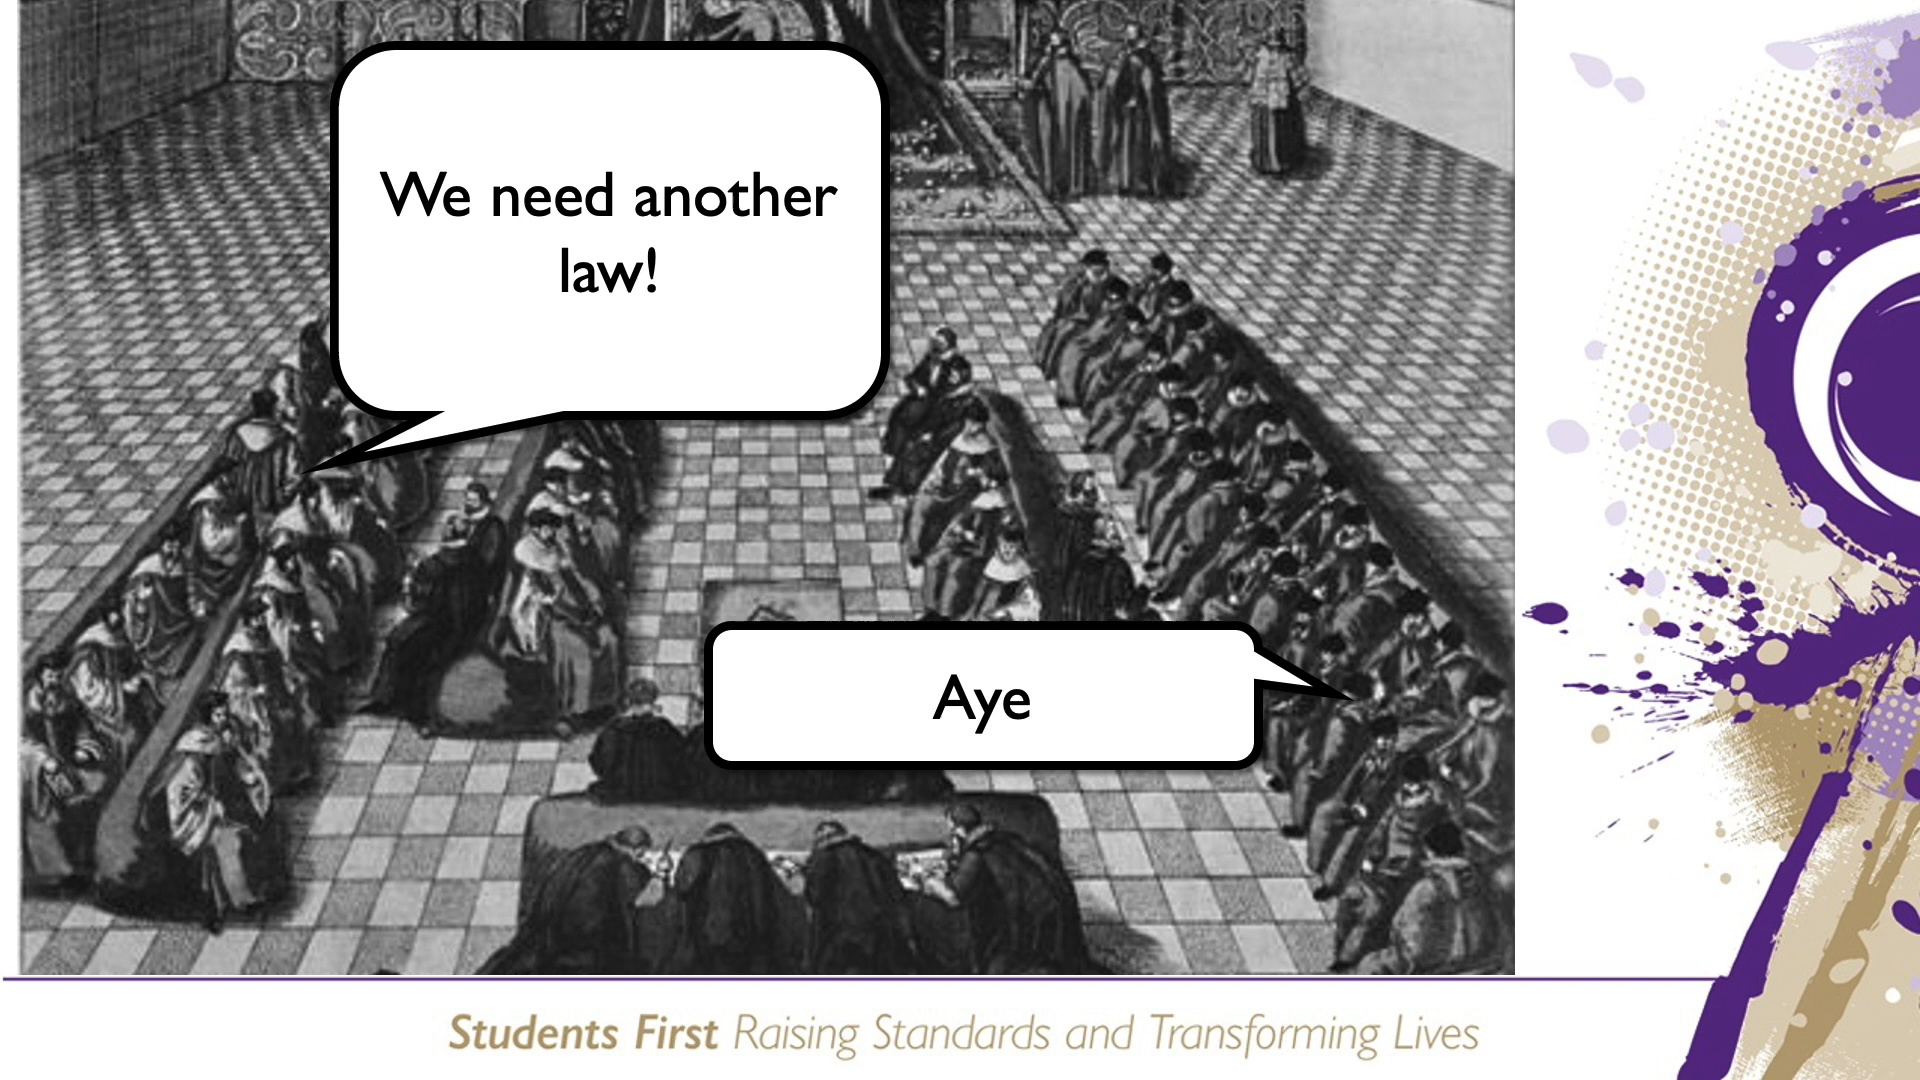 We need another
law!
Aye
Students First Raising Standards and Transforming Lives